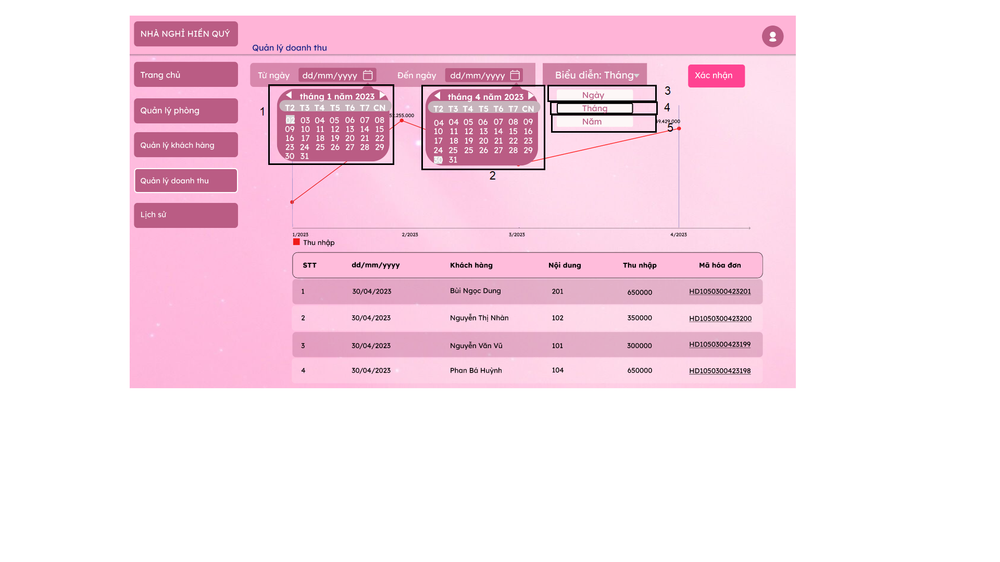 NHÀ NGHỈ HIỀN QUÝ
Quản lý doanh thu
Trang chủ
Quản lý phòng
Quản lý khách hàng
Quản lý doanh thu
Lịch sử
Từ ngày dd/mm/yyyy Đến ngày dd/mm/yyyy Biểu diễn: Tháng Xác nhận
1
tháng 1 năm 2023
T2 T3 T4 T5 T6 T7 CN
02 03 04 05 06 07 08
09 10 11 12 13 14 15
16 17 18 19 20 21 22
23 24 25 26 27 28 29
30 31
2
tháng 4 năm 2023
T2 T3 T4 T5 T6 T7 CN
04 04 05 06 07 08 09
10 11 12 13 14 15 16
17 18 19 20 21 22 23
24 25 25 26 27 28 29
30 31
Ngày 3
Tháng 4
Năm 5
52.255.000
49.429.000
1/2023 2/2023 3/2023 4/2023
Thu nhập
STT dd/mm/yyyy Khách hàng Nội dung Thu nhập Mã hóa đơn
1 30/04/2023 Bùi Ngọc Dung 201 650000 HD1050300423201
2 30/04/2023 Nguyễn Thị Nhàn 102 350000 HD1050300423200
3 30/04/2023 Nguyễn Văn Vũ 101 300000 HD1050300423199
4 30/04/2023 Phan Bá Huỳnh 104 650000 HD1050300423198